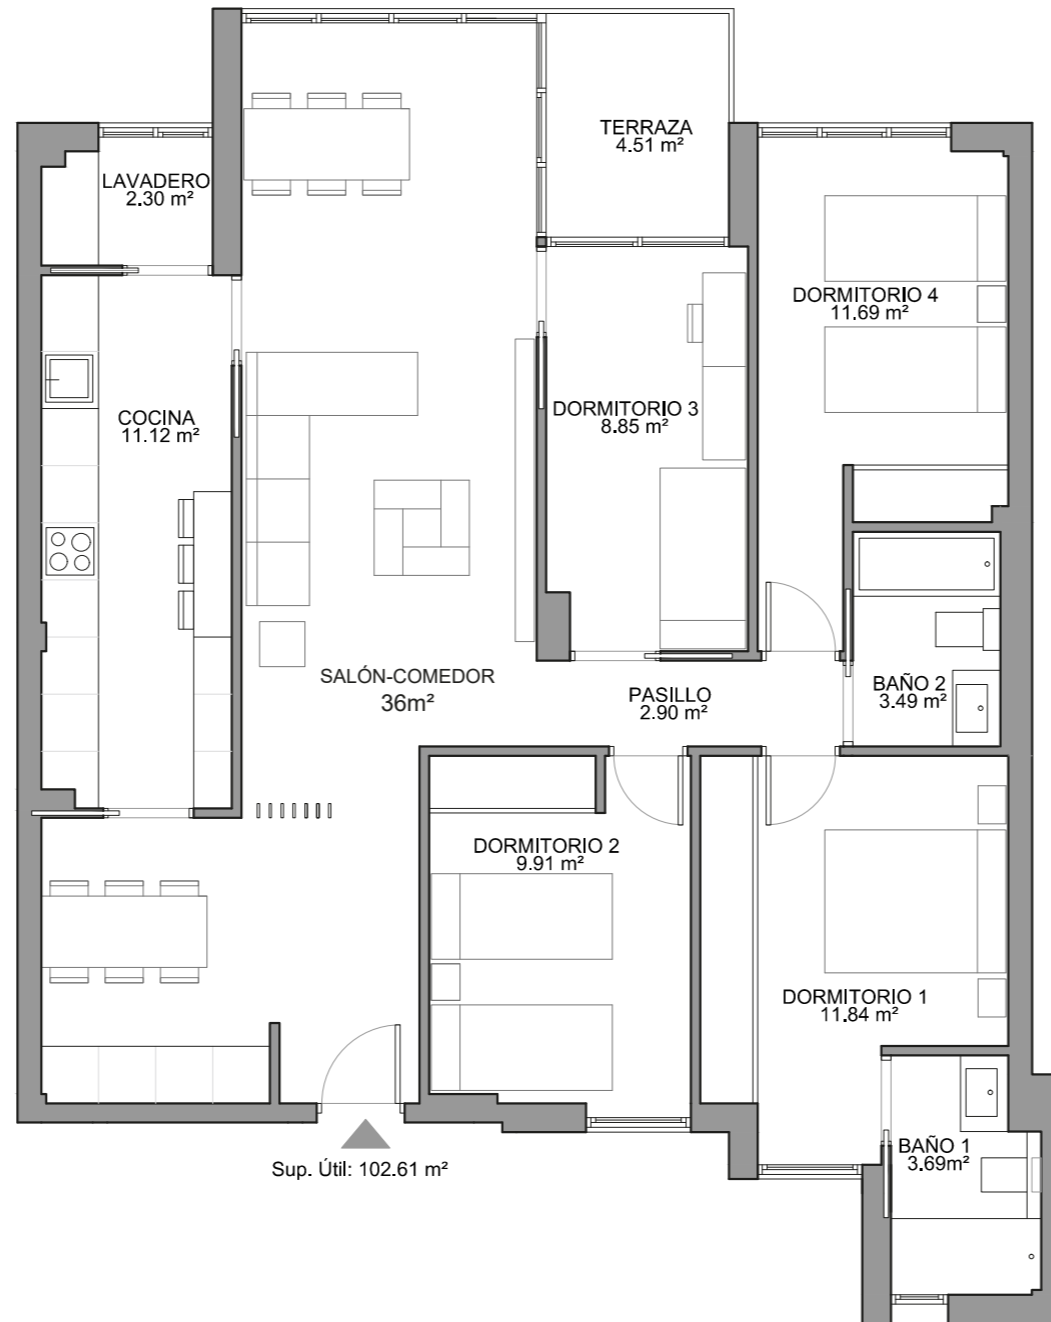 TERRAZA
4.51 m²
LAVADERO
2.30 m²
DORMITORIO 4
11.69 m²
COCINA
11.12 m²
DORMITORIO 3
8.85 m²
SALÓN-COMEDOR
36m²
PASILLO
2.90 m²
BAÑO 2
3.49 m²
DORMITORIO 2
9.91 m²
DORMITORIO 1
11.84 m²
BAÑO 1
3.69m²
Sup. Útil: 102.61 m²